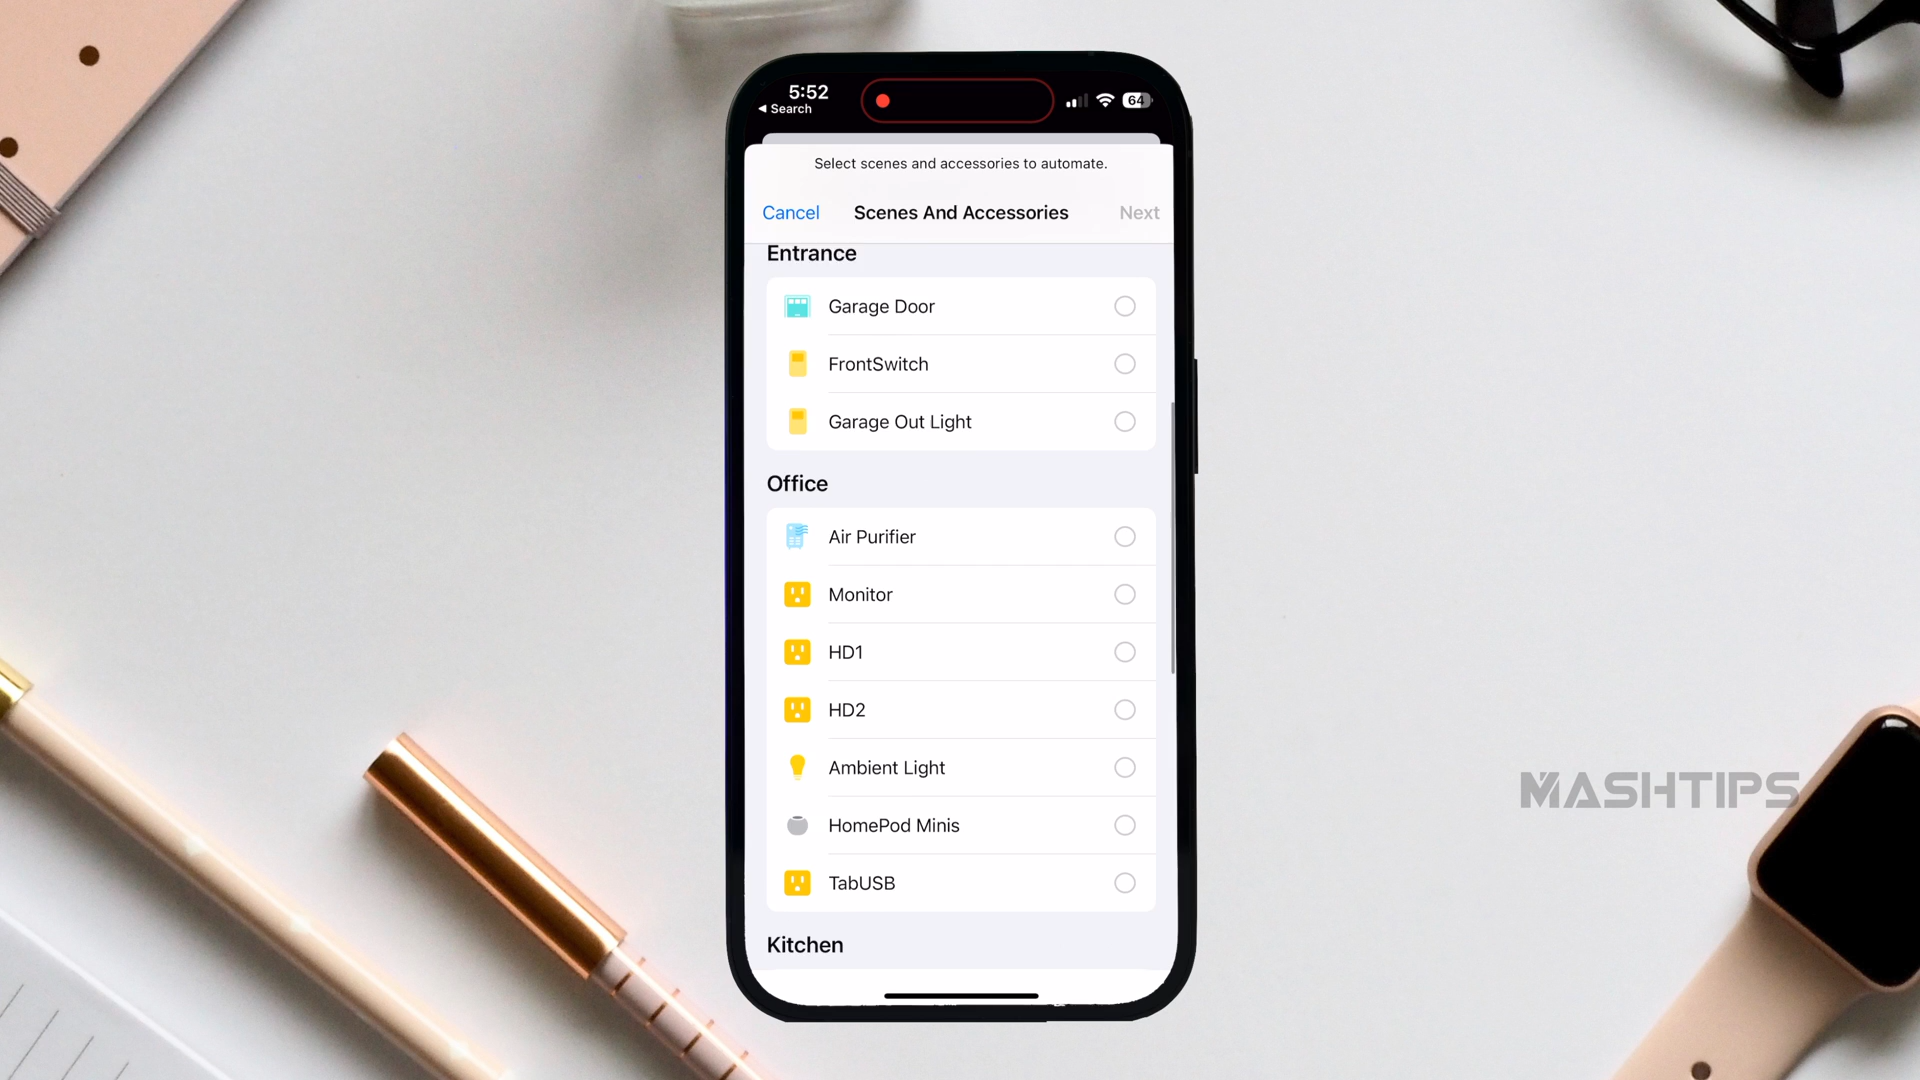 5:52
◀ Search
64
Select scenes and accessories to automate.
Cancel
Scenes And Accessories
Next
Entrance
Garage Door
FrontSwitch
Garage Out Light
Office
Air Purifier
Monitor
HD1
HD2
Ambient Light
HomePod Minis
TabUSB
Kitchen
MASHTIPS